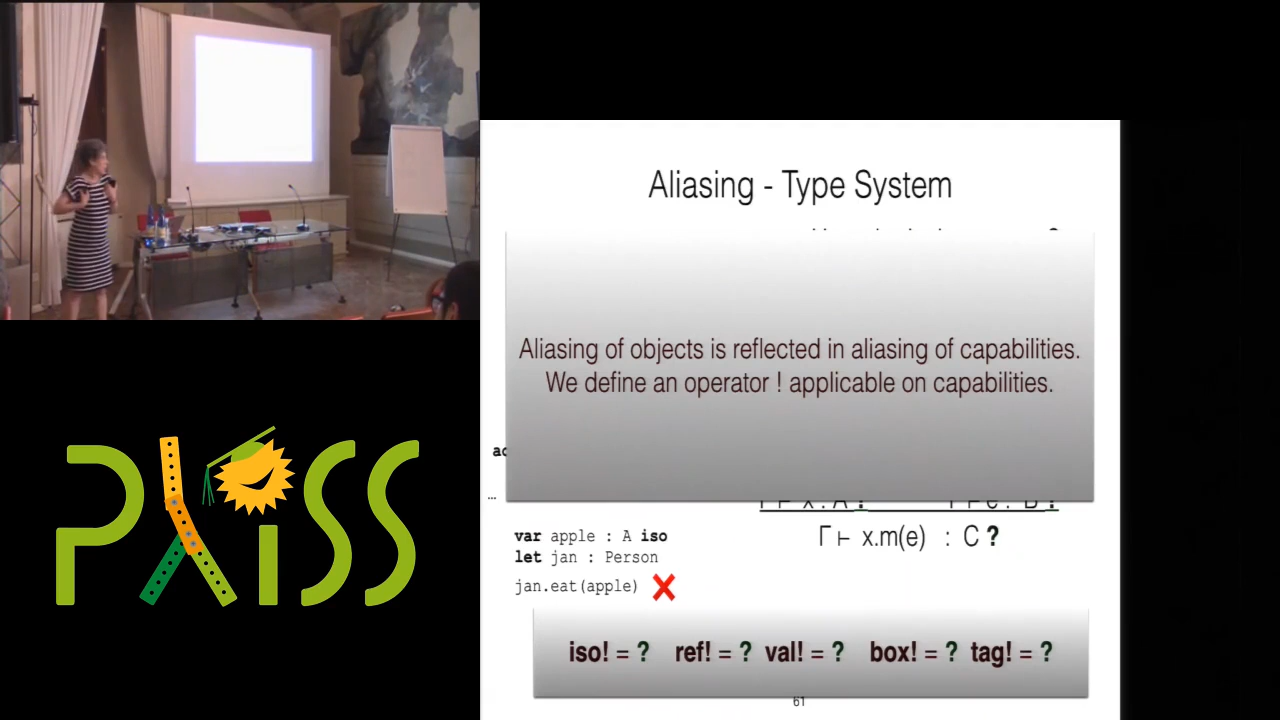 Aliasing - Type System
Aliasing of objects is reflected in aliasing of capabilities.
We define an operator ! applicable on capabilities.
...
var apple : A iso
let jan : Person
Γ ⊢ x.m(e) : C ?
jan.eat(apple)
iso! = ? ref! = ? val! = ? box! = ? tag! = ?
61
PLISS